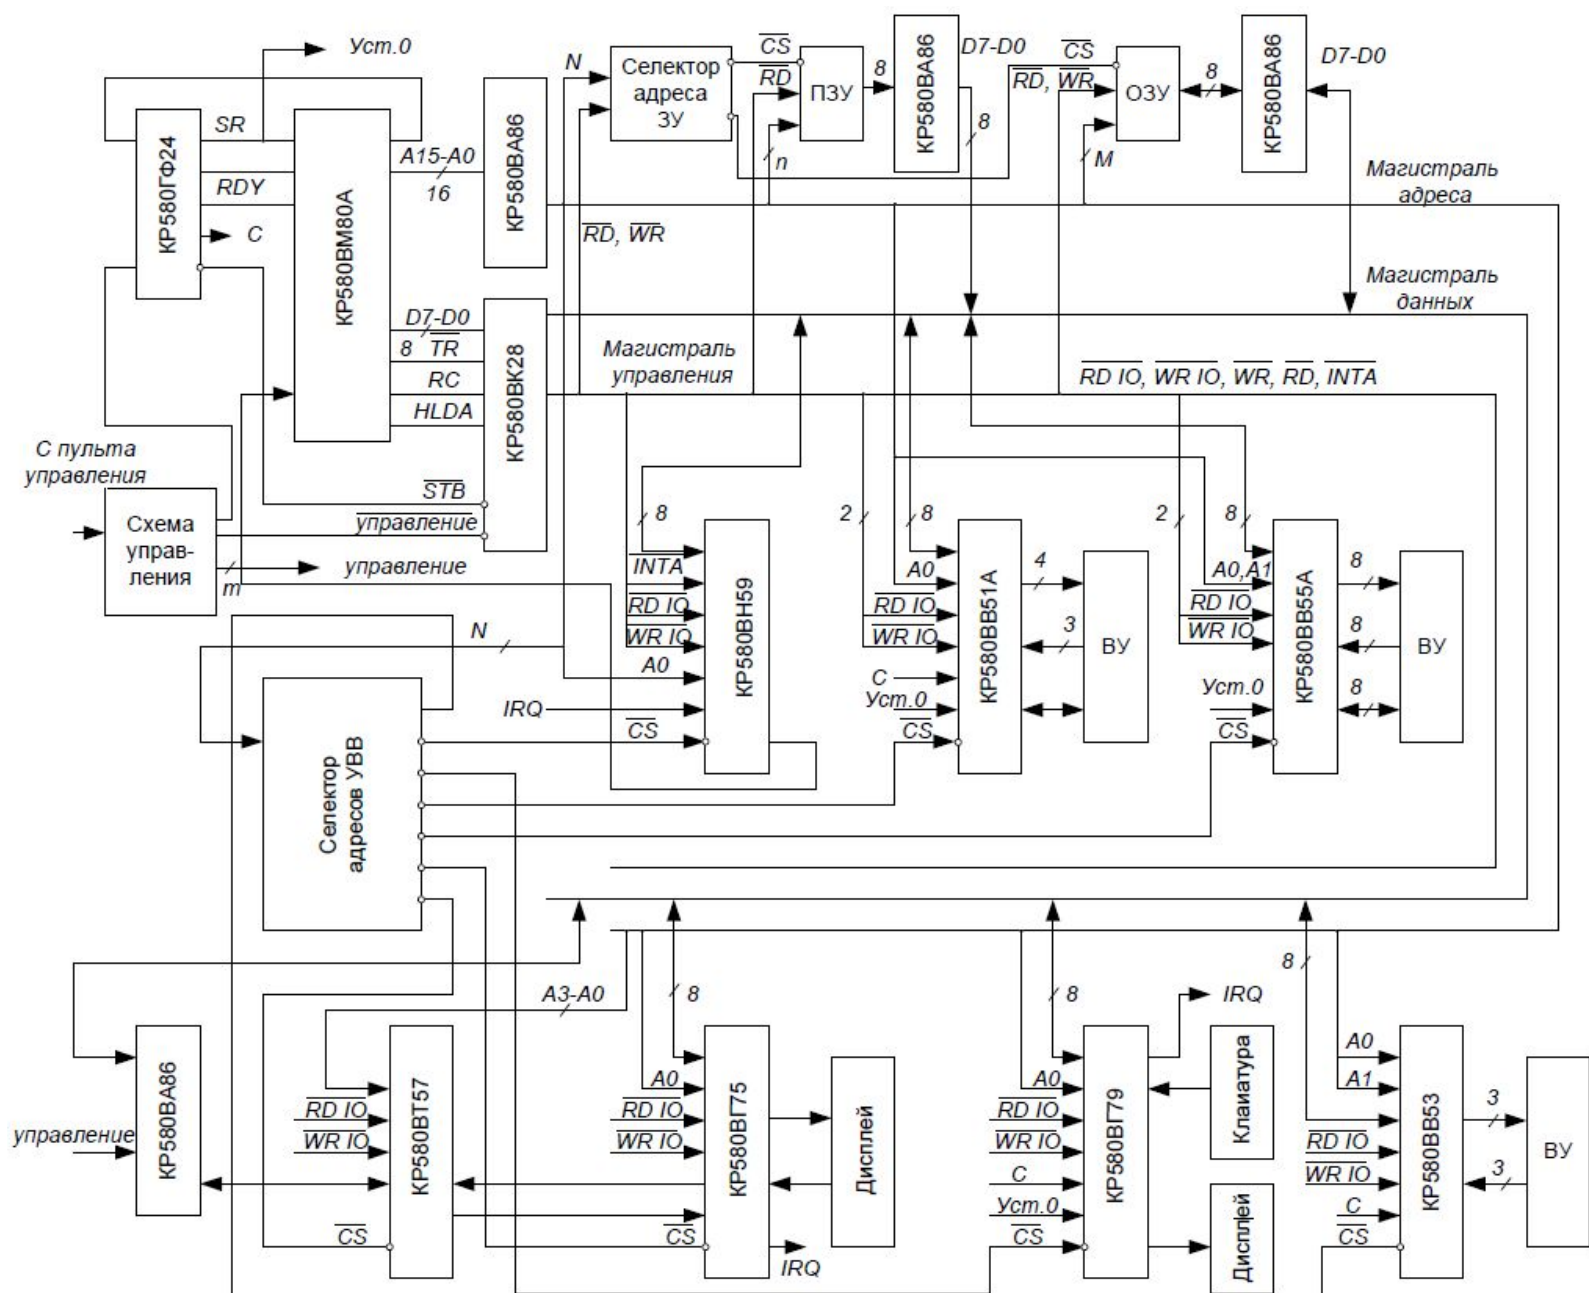 Уст.0
SR
RDY
C
КР580ГФ24
КР580ВМ80А
A15-A0
16
КР580ВА86
D7-D0
8
TR
RC
HLDA
STB
управление
КР580ВК28
С пульта
управления
Схема
управ-
ления
m
управление
N
Селектор
адреса
ЗУ
CS
RD
ПЗУ
n
8
КР580ВА86
D7-D0
8
CS
RD, WR
ОЗУ
M
8
КР580ВА86
D7-D0
Магистраль
адреса
RD, WR
Магистраль
данных
Магистраль
управления
RD IO, WR IO, WR, RD, INTA
8
INTA
RD IO
WR IO
A0
IRQ
CS
КР580ВН59
2
8
A0
RD IO
WR IO
C
Уст.0
CS
КР580ВВ51А
4
3
ВУ
2
8
A0,A1
RD IO
WR IO
Уст.0
CS
КР580ВВ55А
8
8
8
ВУ
N
Селектор
адресов УВВ
управление
КР580ВА86
A3-A0
RD IO
WR IO
CS
КР580ВТ57
8
A0
RD IO
WR IO
CS
КР580ВГ75
IRQ
Дисплей
8
A0
RD IO
WR IO
C
Уст.0
CS
КР580ВГ79
IRQ
Клаиатура
Дисплей
8
A0
A1
RD IO
WR IO
C
CS
КР580ВВ53
3
3
ВУ